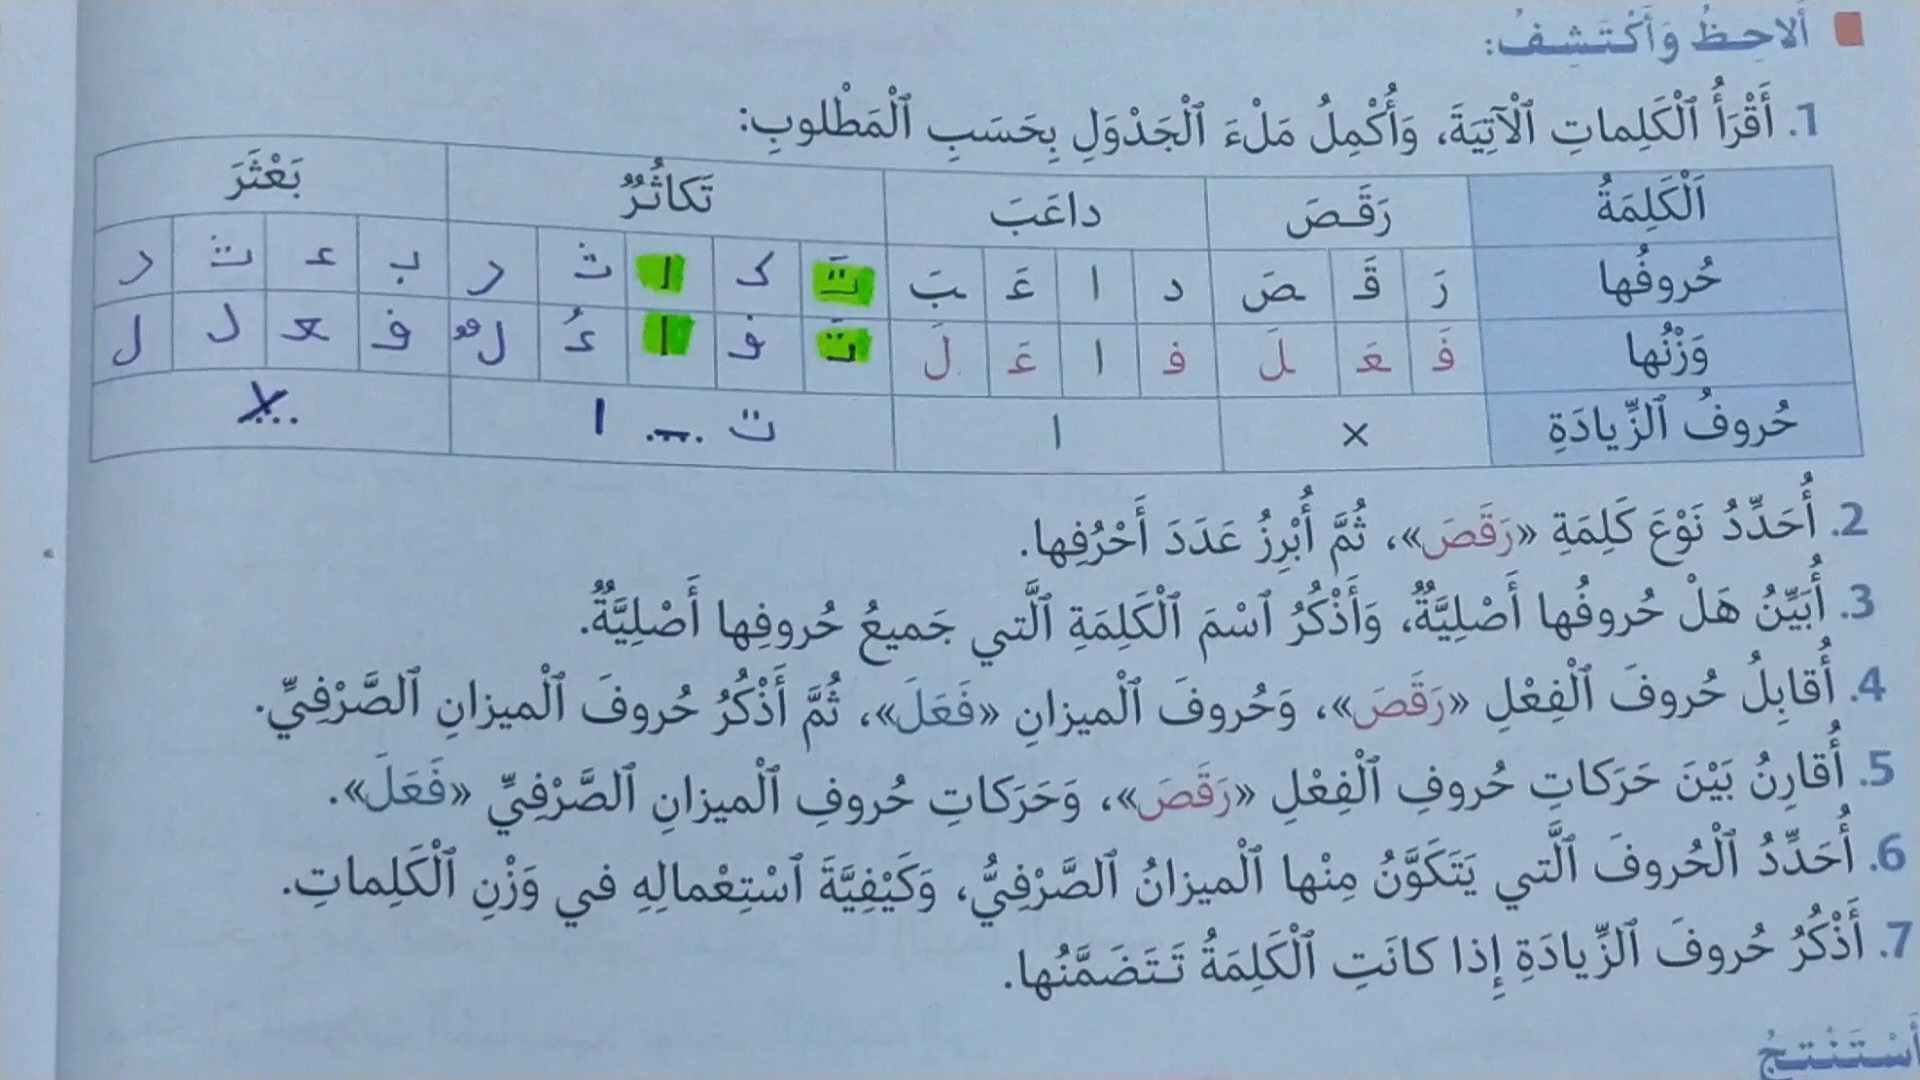 أُلاحِظُ وَأَكْتَشِفُ:
1. أَقْرَأُ ٱلْكَلِماتِ ٱلْآتِيَةَ، وَأُكْمِلُ مَلْءَ ٱلْجَدْوَلِ بِحَسَبِ ٱلْمَطْلوبِ:
اَلْكَلِمَةُ رَقَصَ داعَبَ تَكاثُرٌ بَعْثَرَ
حُروفُها رَ قَ صَ د ا عَ بَ تَ ك ا ث ر ب ع ث ر
وَزْنُها فَ عَ لَ ف ا عَ لَ تَ ف ا عُ لٌ ف ع ل ل
حُروفُ ٱلزِّيادَةِ × ا ت ... ا ×
2. أُحَدِّدُ نَوْعَ كَلِمَةِ «رَقَصَ»، ثُمَّ أُبْرِزُ عَدَدَ أَحْرُفِها.
3. أُبَيِّنُ هَلْ حُروفُها أَصْلِيَّةٌ، وَأَذْكُرُ ٱسْمَ ٱلْكَلِمَةِ ٱلَّتي جَميعُ حُروفِها أَصْلِيَّةٌ.
4. أُقابِلُ حُروفَ ٱلْفِعْلِ «رَقَصَ»، وَحُروفَ ٱلْميزانِ «فَعَلَ»، ثُمَّ أَذْكُرُ حُروفَ ٱلْميزانِ ٱلصَّرْفِيِّ.
5. أُقارِنُ بَيْنَ حَرَكاتِ حُروفِ ٱلْفِعْلِ «رَقَصَ»، وَحَرَكاتِ حُروفِ ٱلْميزانِ ٱلصَّرْفِيِّ «فَعَلَ».
6. أُحَدِّدُ ٱلْحُروفَ ٱلَّتي يَتَكَوَّنُ مِنْها ٱلْميزانُ ٱلصَّرْفِيُّ، وَكَيْفِيَّةَ ٱسْتِعْمالِهِ في وَزْنِ ٱلْكَلِماتِ.
7. أَذْكُرُ حُروفَ ٱلزِّيادَةِ إِذا كانَتِ ٱلْكَلِمَةُ تَتَضَمَّنُها.
أَسْتَنْتِجُ